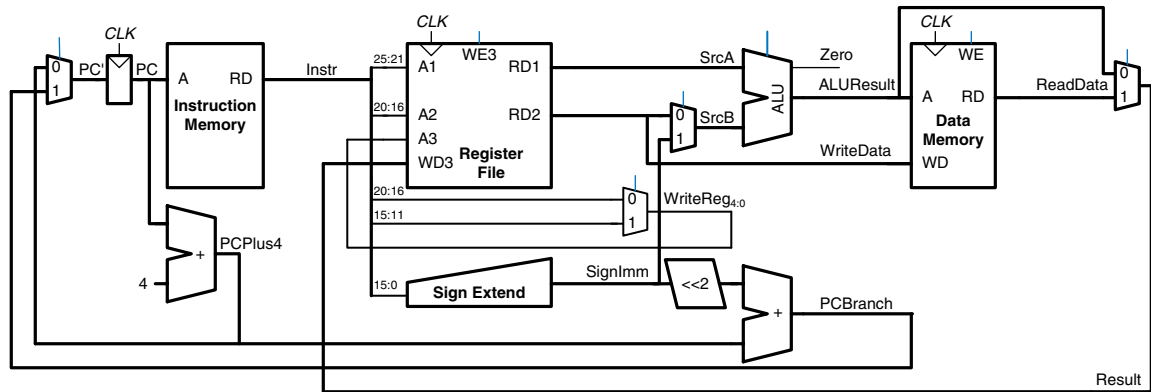 CLK
CLK
CLK
0
1
PC'
PC
A
RD
Instruction
Memory
Instr
25:21
20:16
A1
A2
A3
WD3
WE3
RD1
RD2
Register
File
SrcA
0
1
SrcB
ALU
Zero
ALUResult
WriteData
A
RD
WE
Data
Memory
WD
ReadData
0
1
20:16
15:11
0
1
WriteReg4:0
+
PCPlus4
4
15:0
Sign Extend
SignImm
<<2
+
PCBranch
Result